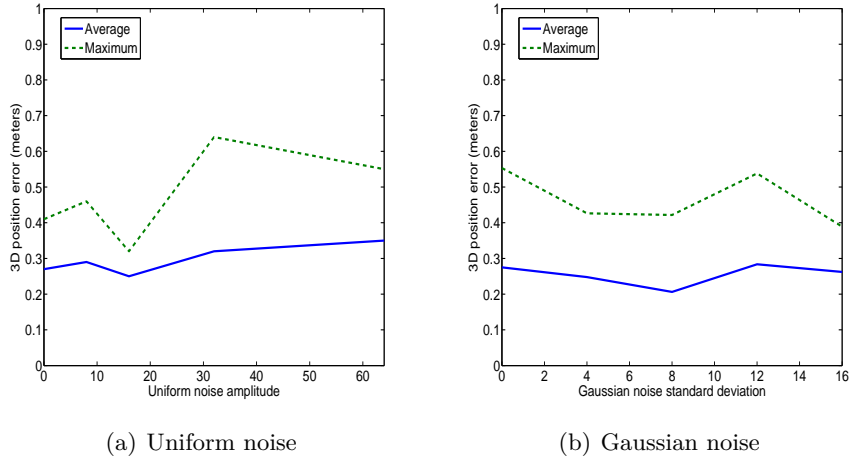 1
0.9
0.8
0.7
0.6
0.5
0.4
0.3
0.2
0.1
0
3D position error (meters)
Average
Maximum
0 10 20 30 40 50 60
Uniform noise amplitude
(a) Uniform noise
1
0.9
0.8
0.7
0.6
0.5
0.4
0.3
0.2
0.1
0
3D position error (meters)
Average
Maximum
0 2 4 6 8 10 12 14 16
Gaussian noise standard deviation
(b) Gaussian noise